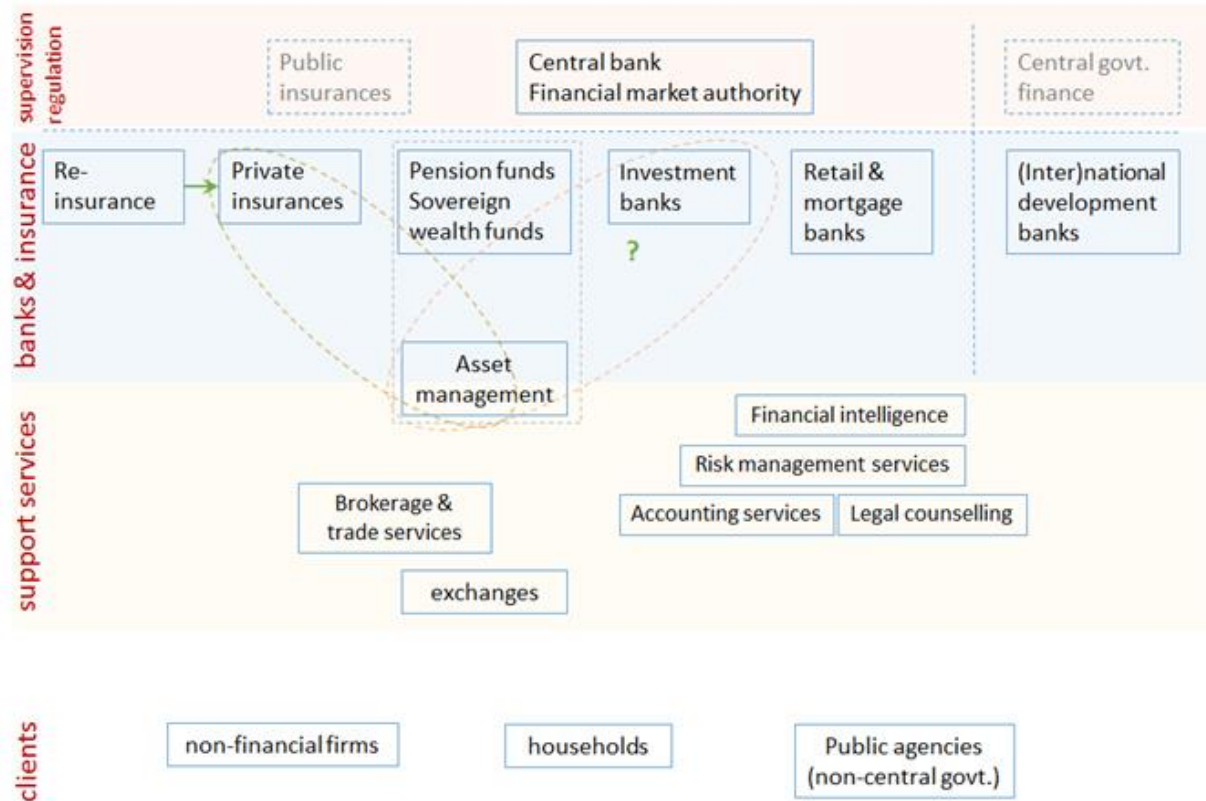 supervision
regulation
Public
insurances
Central bank
Financial market authority
Central govt.
finance
banks & insurance
Re-
insurance
Private
insurances
Pension funds
Sovereign
wealth funds
Investment
banks
?
Retail &
mortgage
banks
(Inter)national
development
banks
Asset
management
support services
Financial intelligence
Risk management services
Accounting services
Legal counselling
Brokerage &
trade services
exchanges
clients
non-financial firms
households
Public agencies
(non-central govt.)